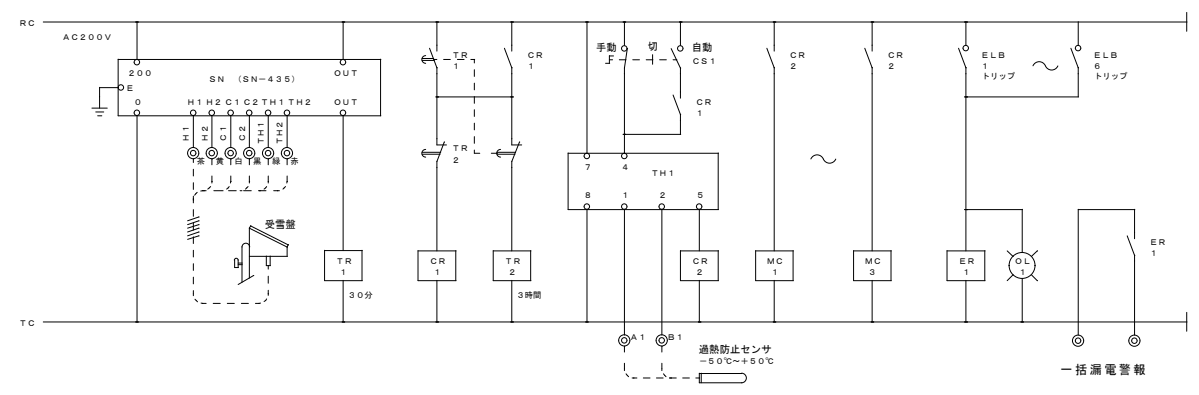 RC
AC200V
200
SN (SN-435)
OUT
E
0
H1 H2 C1 C2 TH1 TH2
OUT
H1
H2
C1
C2
TH1
TH2
茶
黄
白
黒
緑
赤
受雪盤
TR
1
30分
TR
1
CR
1
TR
2
CR
1
TR
2
3時間
手動
切
自動
CS1
CR
1
7
4
TH1
8
1
2
5
CR
2
A1
B1
過熱防止センサ
-50℃~+50℃
CR
2
CR
2
MC
1
MC
3
ELB
1
トリップ
ELB
6
トリップ
ER
1
OL
1
ER
1
TC
一括漏電警報